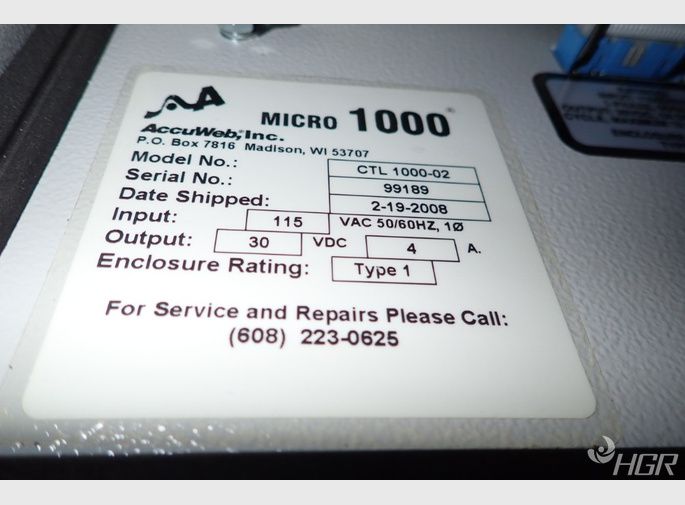 MICRO 1000®
AccuWeb, Inc.
P.O. Box 7816 Madison, WI 53707
Model No.: CTL 1000-02
Serial No.: 99189
Date Shipped: 2-19-2008
Input: 115 VAC 50/60HZ, 1Ø
Output: 30 VDC 4 A.
Enclosure Rating: Type 1
For Service and Repairs Please Call:
(608) 223-0625
HGR